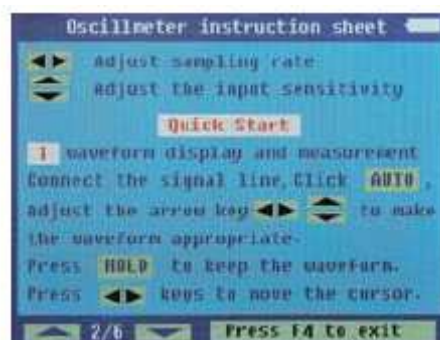 Oscillmeter instruction sheet
◀▶ Adjust sampling rate
▲▼ Adjust the input sensitivity
Quick Start
1 waveform display and measurement
Connect the signal line,Click AUTO ,
Adjust the arrow key ◀▶ ▲▼ to make
the waveform appropriate.
Press HOLD to keep the waveform.
Press ◀▶ keys to move the cursor.
▲ 2/6 ▼ Press F4 to exit